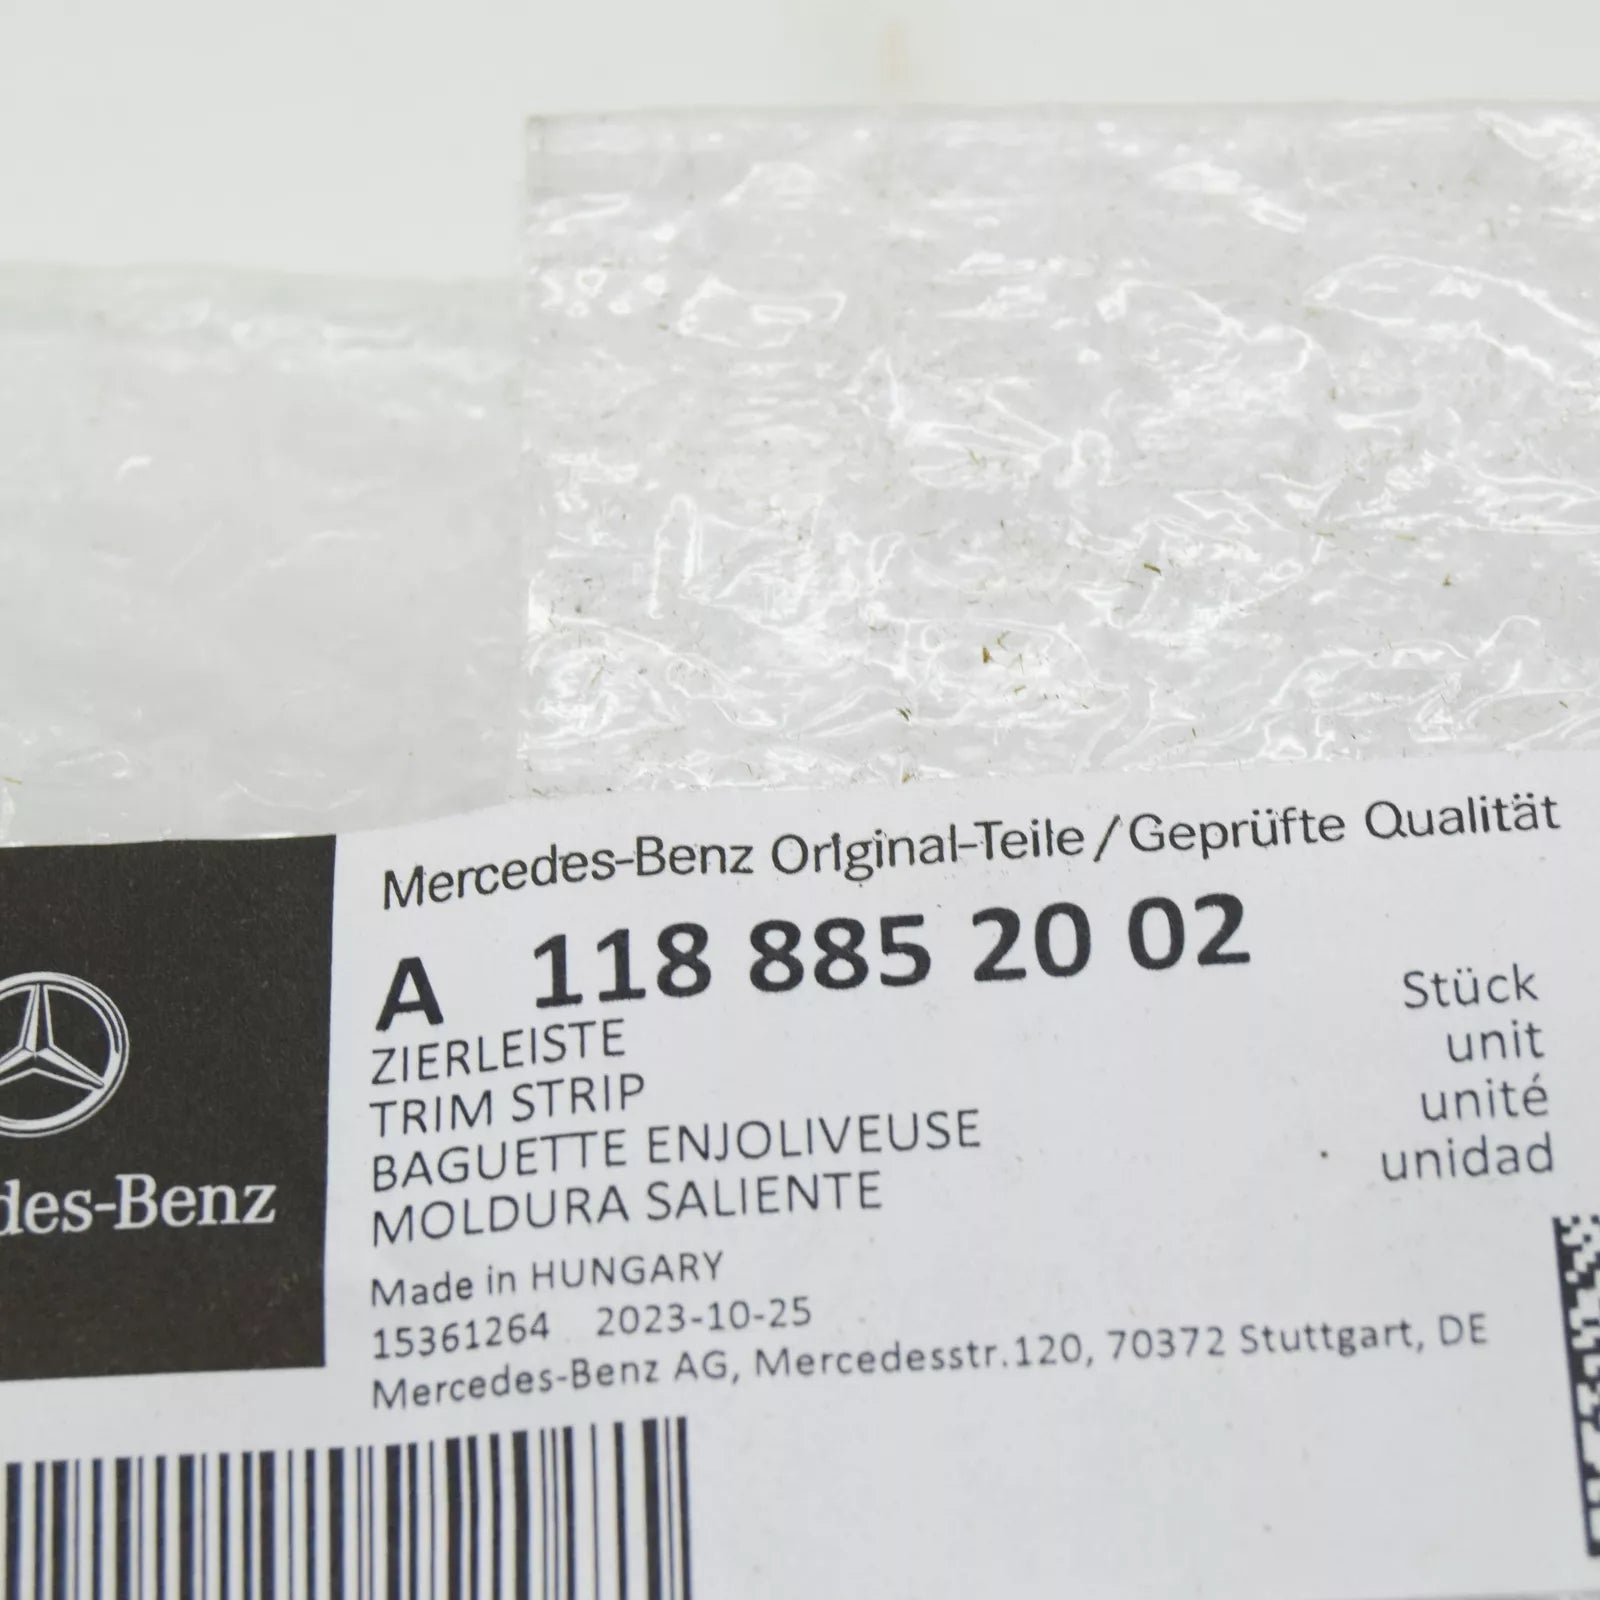 Mercedes-Benz Original-Teile / Geprüfte Qualität
A 118 885 20 02
ZIERLEISTE
TRIM STRIP
BAGUETTE ENJOLIVEUSE
MOLDURA SALIENTE
Stück
unit
unité
unidad
des-Benz
Made in HUNGARY
15361264 2023-10-25
Mercedes-Benz AG, Mercedesstr.120, 70372 Stuttgart, DE